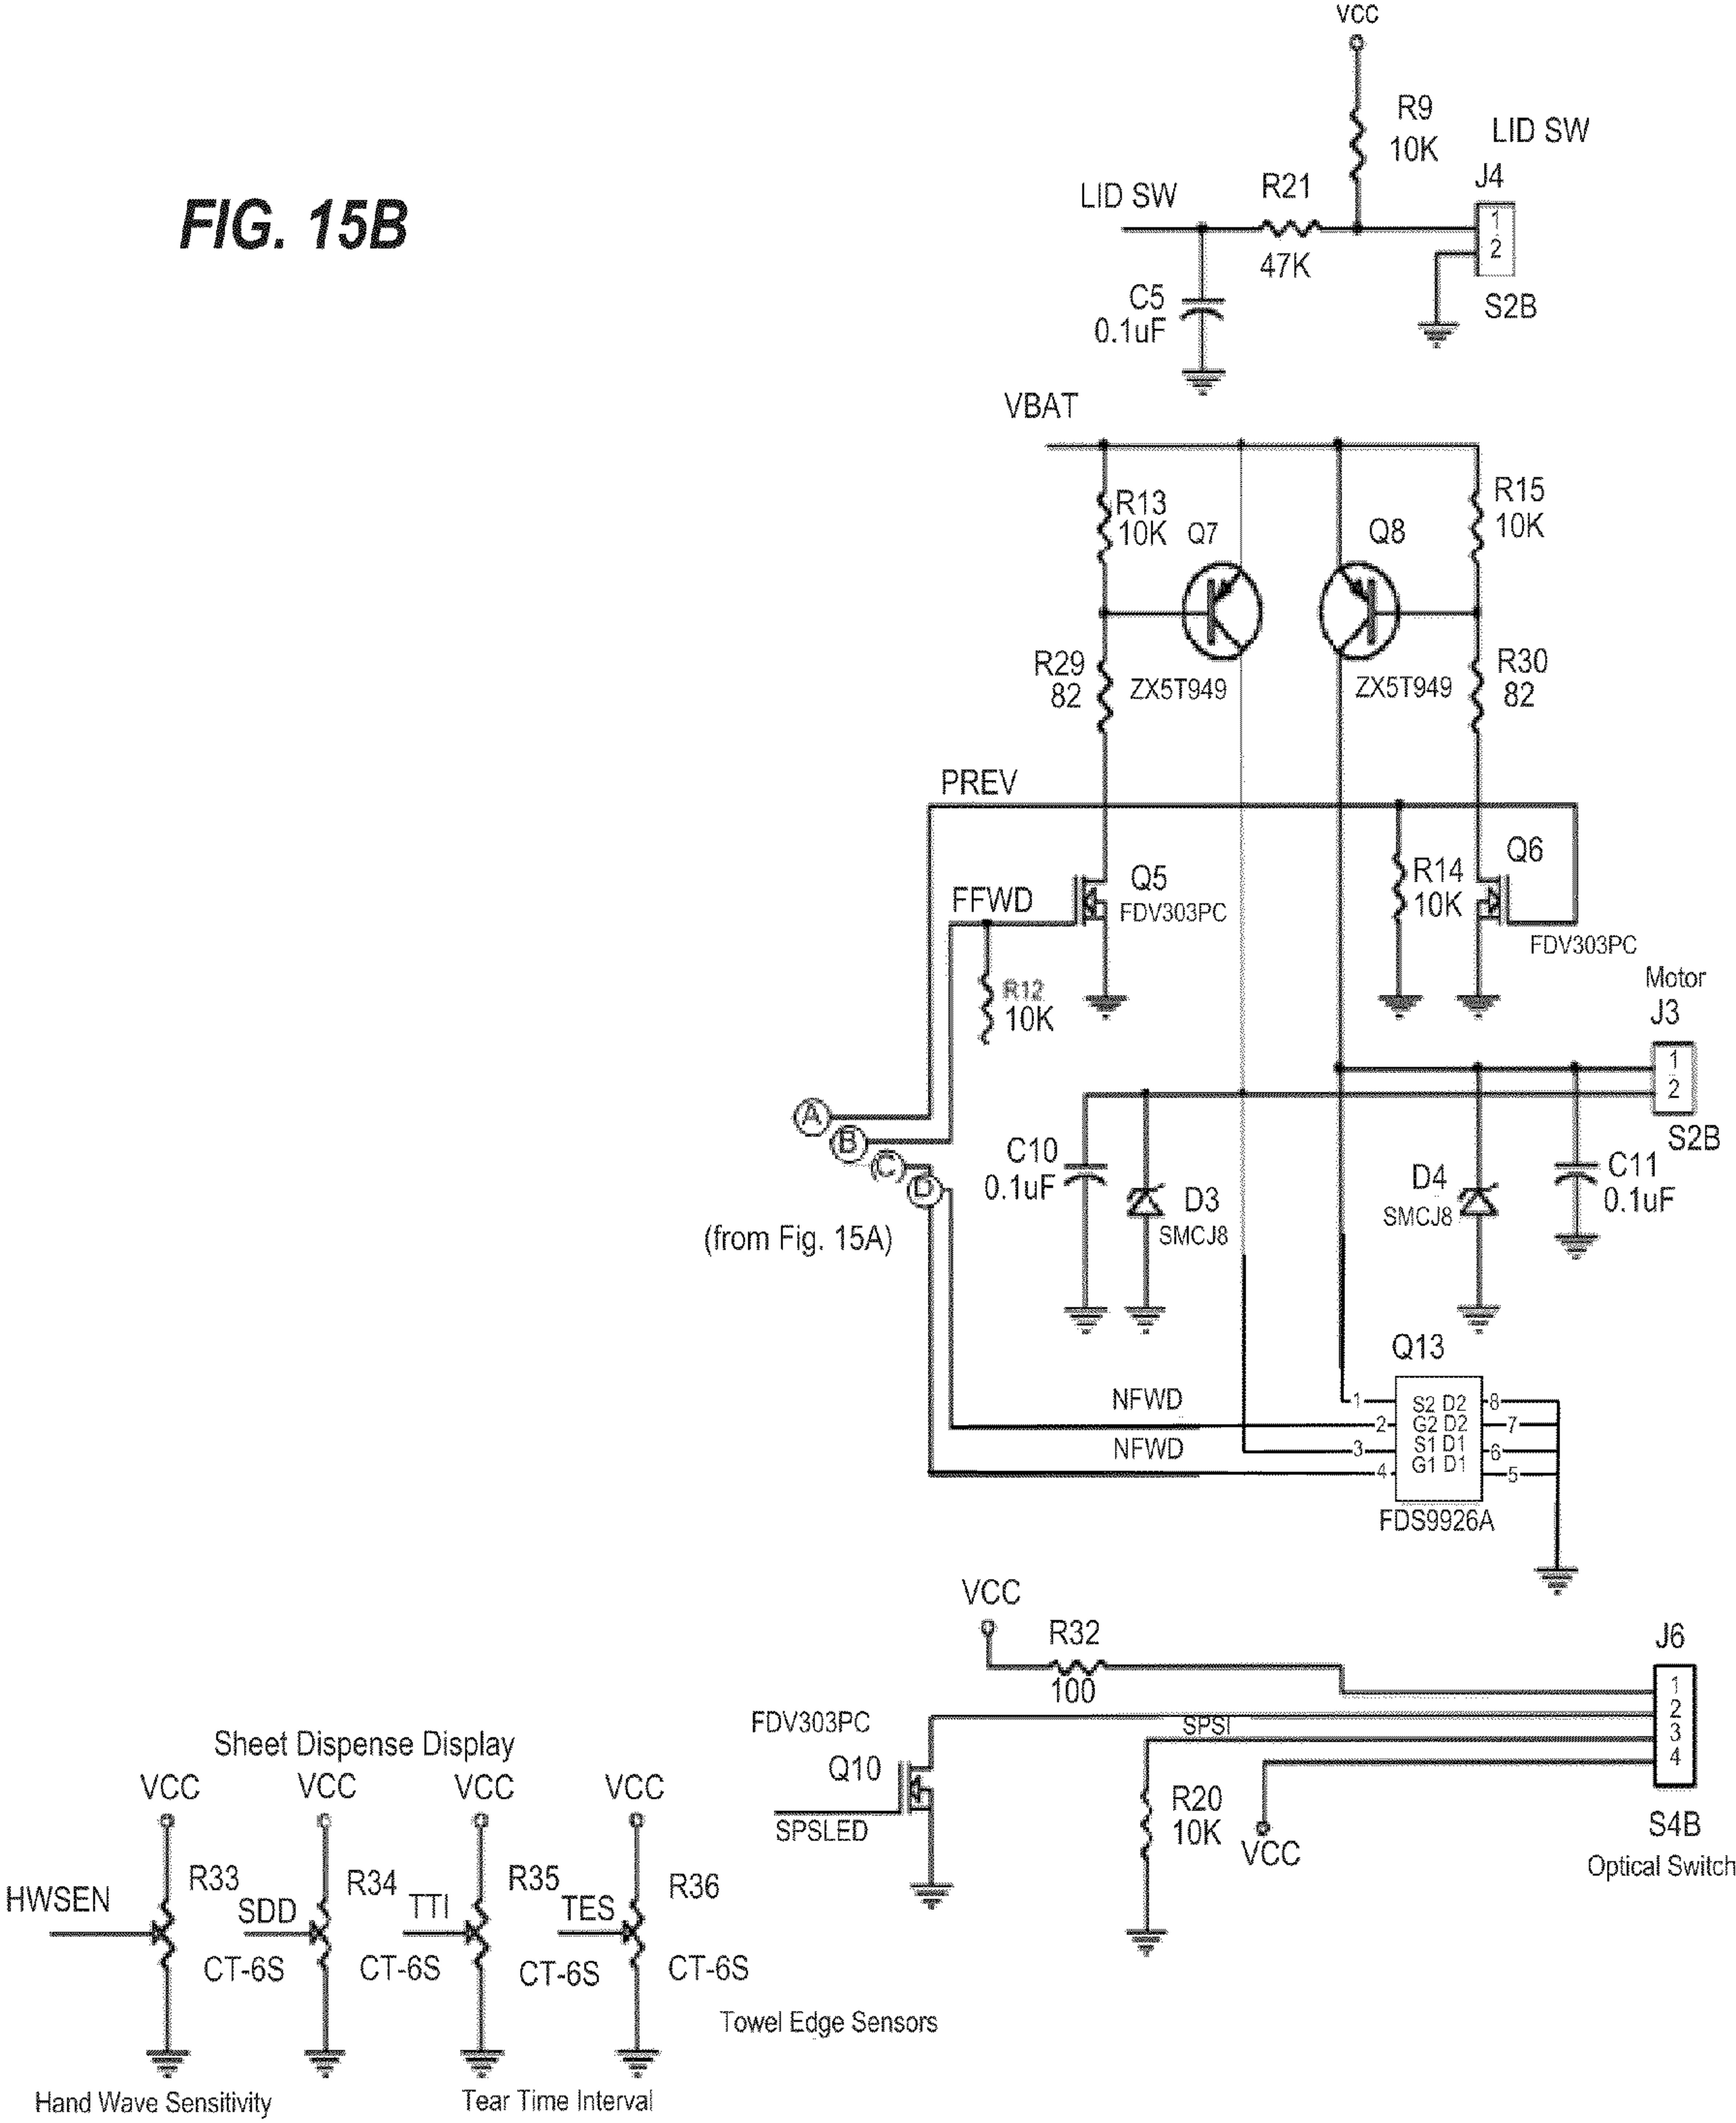 FIG. 15B
VCC
R9
10K
LID SW
J4
1
2
S2B
LID SW
R21
47K
C5
0.1uF
VBAT
R13
10K
Q7
Q8
R15
10K
R29
82
ZX5T949
ZX5T949
R30
82
PREV
FFWD
Q5
FDV303PC
R14
10K
Q6
FDV303PC
R12
10K
Motor
J3
1
2
S2B
A
B
C
D
(from Fig. 15A)
C10
0.1uF
D3
SMCJ8
D4
SMCJ8
C11
0.1uF
Q13
NFWD
NFWD
1 S2 D2 8
2 G2 D2 7
3 S1 D1 6
4 G1 D1 5
FDS9926A
VCC
R32
100
J6
1
2
3
4
S4B
Optical Switch
FDV303PC
Q10
SPSLED
SPSI
R20
10K
VCC
Sheet Dispense Display
VCC
VCC
VCC
VCC
HWSEN
R33
SDD
R34
TTI
R35
TES
R36
CT-6S
CT-6S
CT-6S
CT-6S
Towel Edge Sensors
Hand Wave Sensitivity
Tear Time Interval